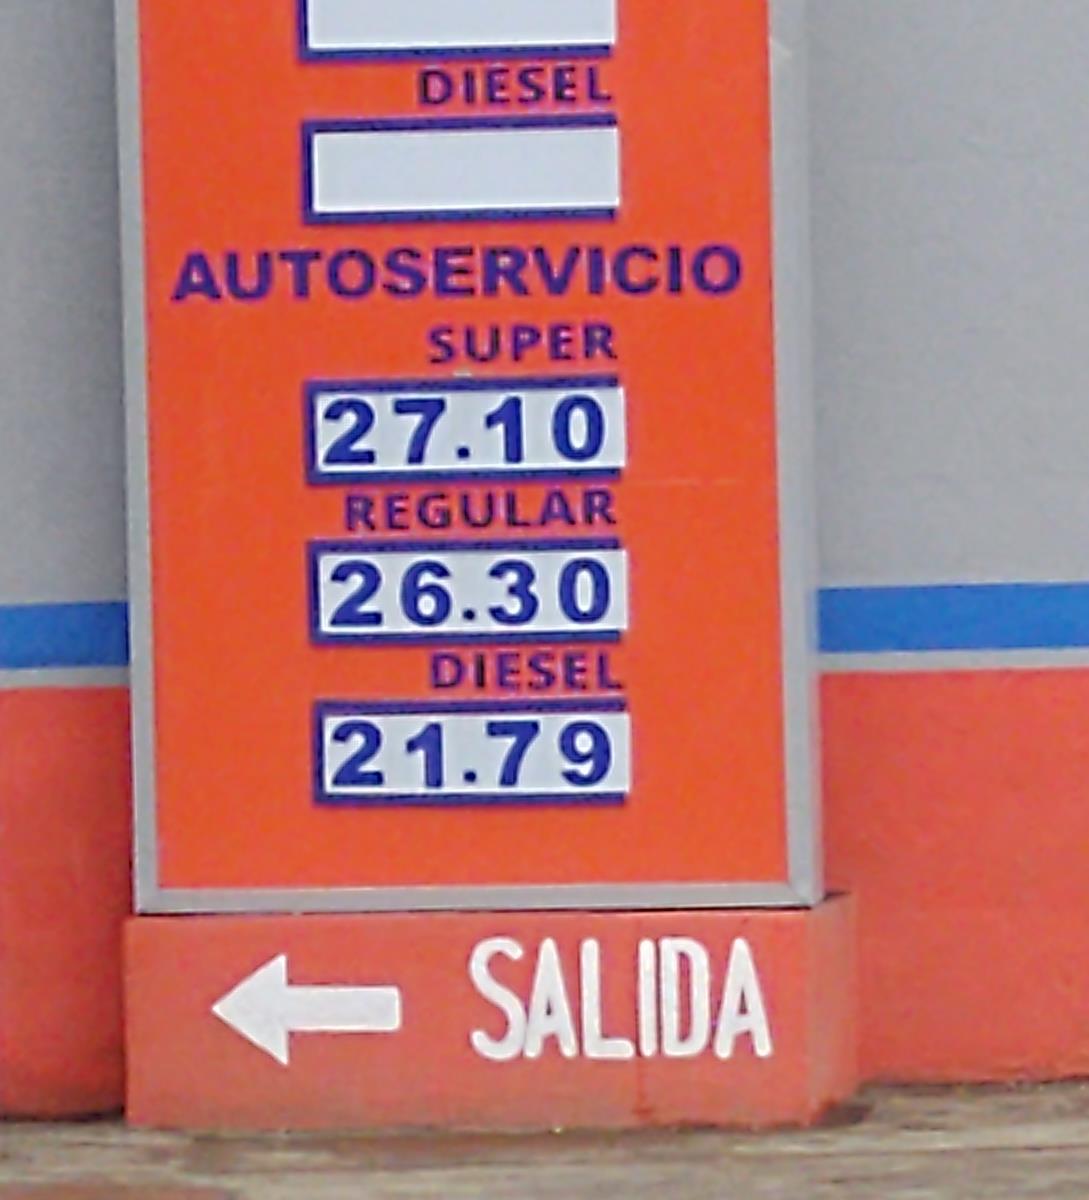 DIESEL
AUTOSERVICIO
SUPER
27.10
REGULAR
26.30
DIESEL
21.79
SALIDA